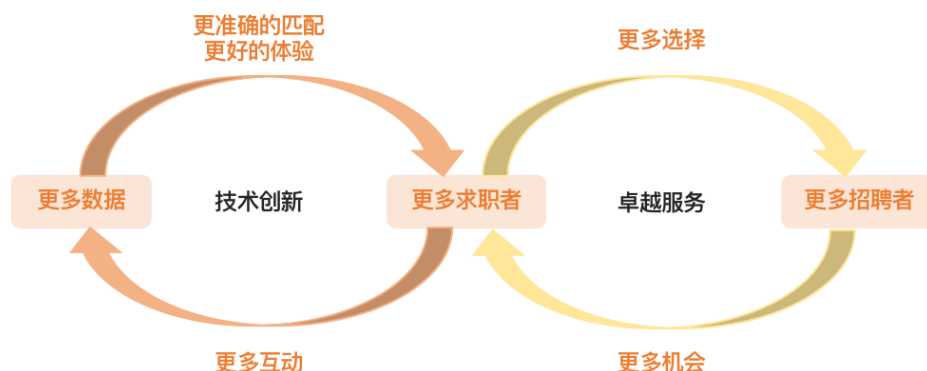 更准确的匹配
更好的体验
更多选择
更多数据
技术创新
更多求职者
卓越服务
更多招聘者
更多互动
更多机会